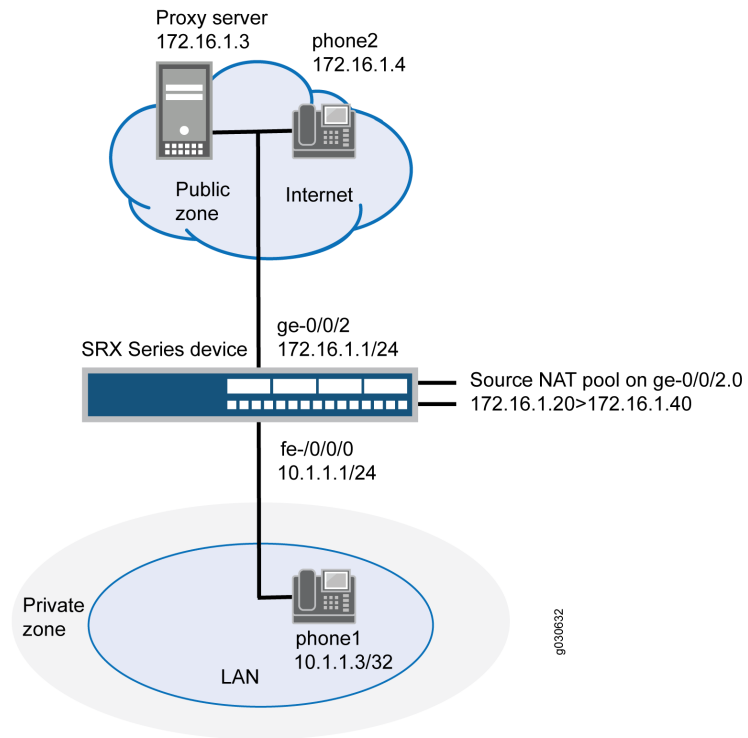 Proxy server
172.16.1.3
phone2
172.16.1.4
Public
zone
Internet
ge-0/0/2
172.16.1.1/24
SRX Series device
Source NAT pool on ge-0/0/2.0
172.16.1.20>172.16.1.40
fe-/0/0/0
10.1.1.1/24
Private
zone
phone1
10.1.1.3/32
LAN
g030632